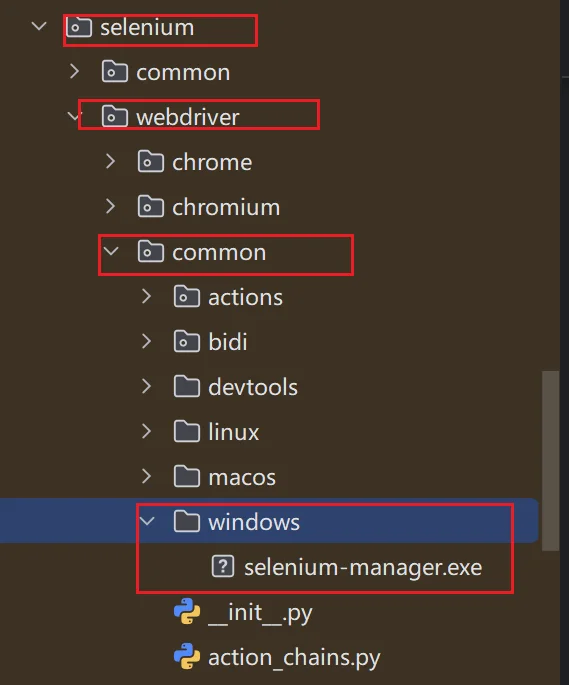 selenium
common
webdriver
chrome
chromium
common
actions
bidi
devtools
linux
macos
windows
selenium-manager.exe
__init__.py
action_chains.py